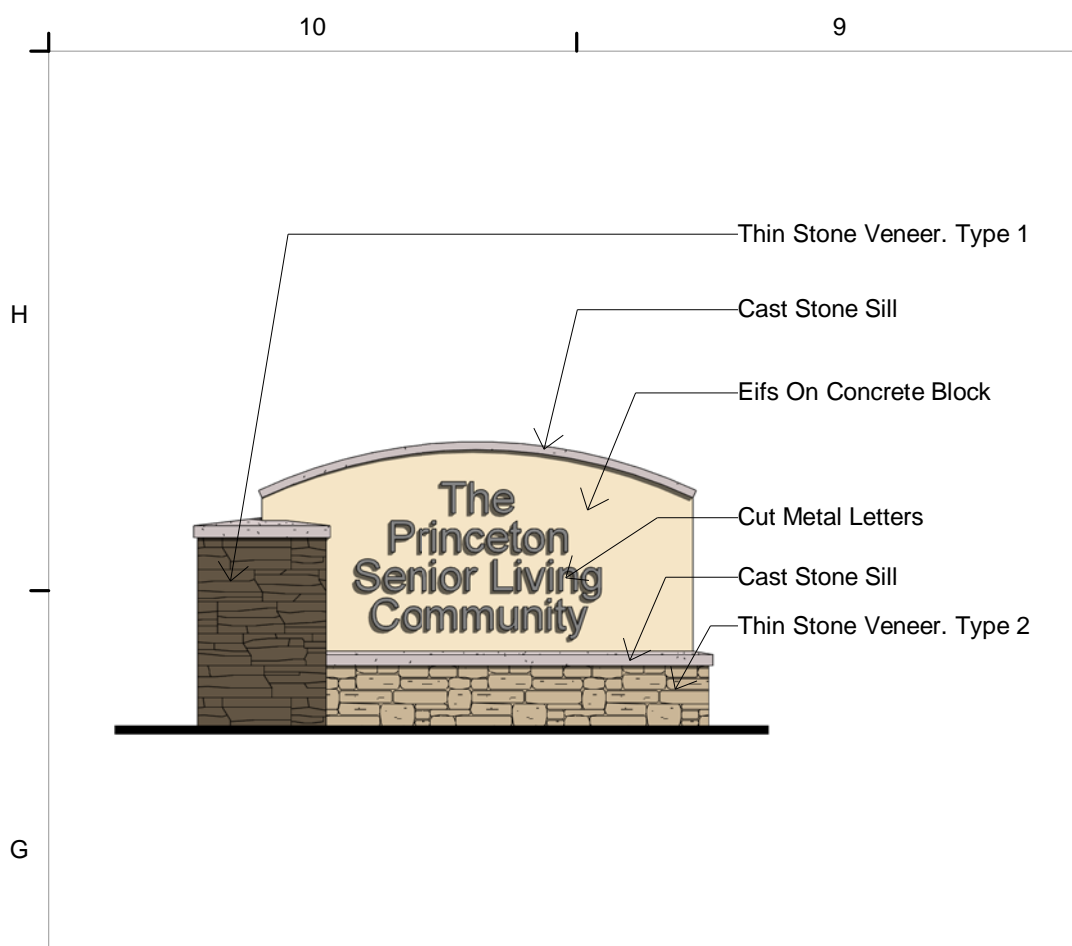 10
9
Thin Stone Veneer. Type 1
H
Cast Stone Sill
Eifs On Concrete Block
The
Princeton
Senior Living
Community
Cut Metal Letters
Cast Stone Sill
Thin Stone Veneer. Type 2
G